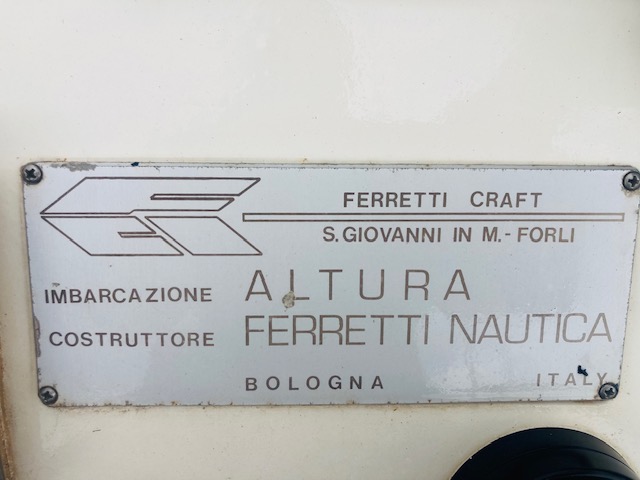 FERRETTI CRAFT
S. GIOVANNI IN M. - FORLI
IMBARCAZIONE ALTURA
COSTRUTTORE FERRETTI NAUTICA
BOLOGNA ITALY